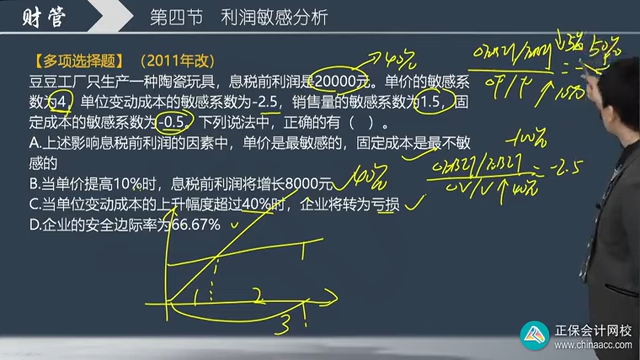 财管 第四节 利润敏感分析
【多项选择题】(2011年改)
豆豆工厂只生产一种陶瓷玩具，息税前利润是20000元。单价的敏感系
数为4，单位变动成本的敏感系数为-2.5，销售量的敏感系数为1.5，固
定成本的敏感系数为-0.5。下列说法中，正确的有（ ）。
A.上述影响息税前利润的因素中，单价是最敏感的，固定成本是最不敏
感的
B.当单价提高10%时，息税前利润将增长8000元
C.当单位变动成本的上升幅度超过40%时，企业将转为亏损
D.企业的安全边际率为66.67%
40%
50%
10%
-100%
40%
= -2.5
△V/V↑40%
1 2
3
正保会计网校
www.chinaacc.com